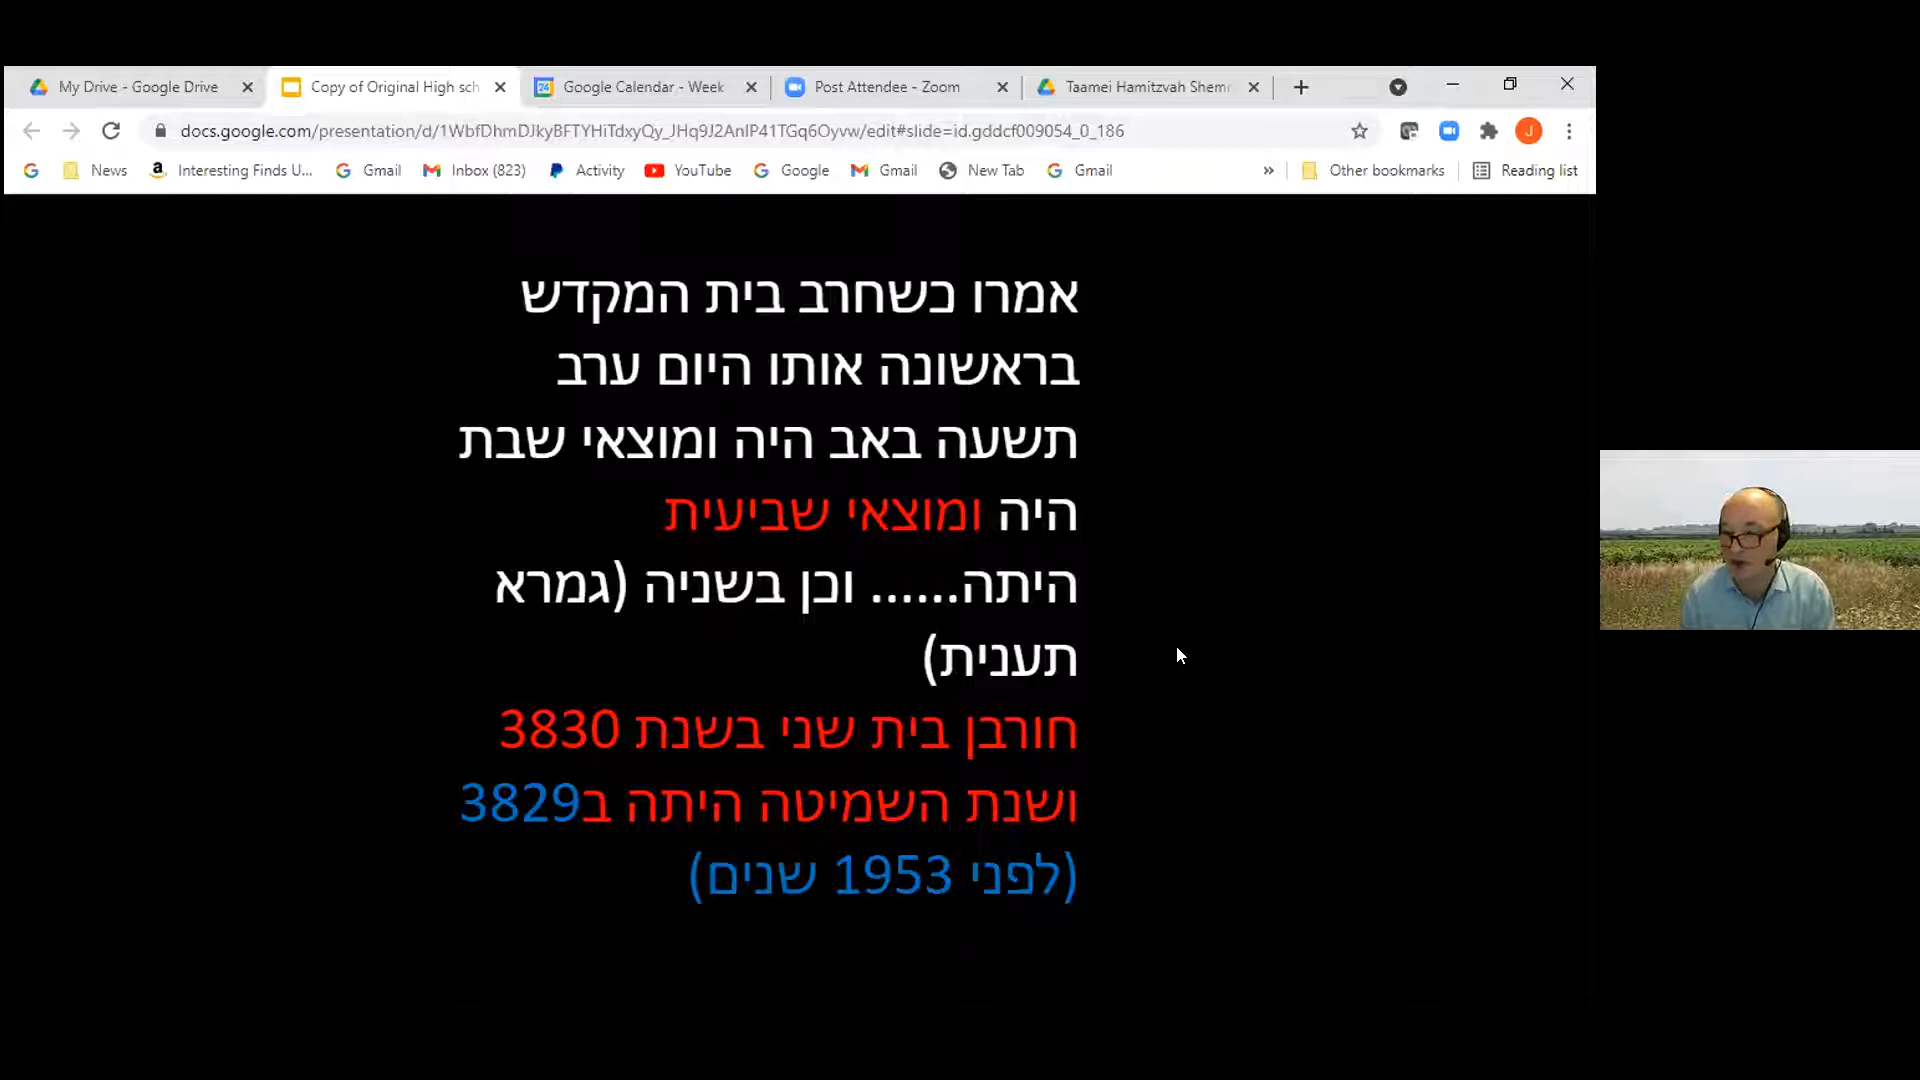 My Drive - Google Drive
Copy of Original High sch
Google Calendar - Week
Post Attendee - Zoom
Taamei Hamitzvah Shemi
docs.google.com/presentation/d/1WbfDhmDJkyBFTYHiTdxyQy_JHq9J2AnIP41TGq6Oyvw/edit#slide=id.gddcf009054_0_186
News
Interesting Finds U...
Gmail
Inbox (823)
Activity
YouTube
Google
Gmail
New Tab
Gmail
Other bookmarks
Reading list
אמרו כשחרב בית המקדש
בראשונה אותו היום ערב
תשעה באב היה ומוצאי שבת
היה ומוצאי שביעית
היתה...... וכן בשניה (גמרא
תענית)
חורבן בית שני בשנת 3830
ושנת השמיטה היתה ב3829
(לפני 1953 שנים)